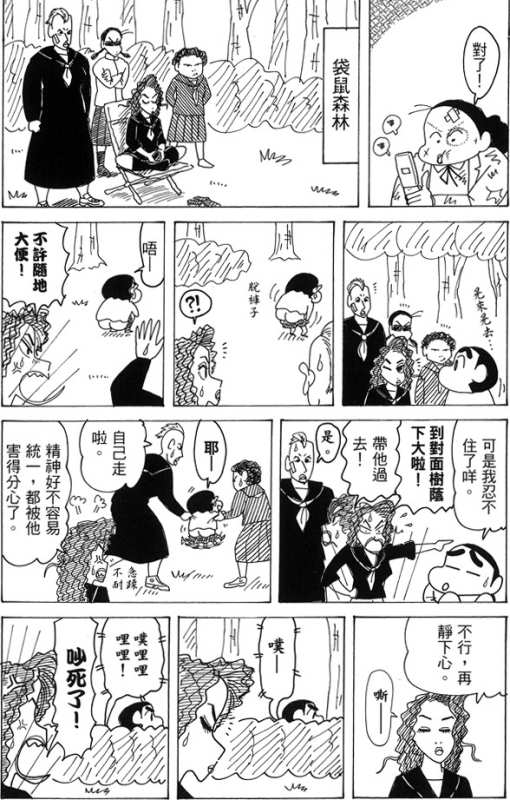 對了！
袋鼠森林
晃來晃去…
脫褲子
?!
唔—
不許隨地
大便！
可是我忍不
住了咩。
到對面樹蔭
下大啦！
帶他過
去！
是。
耶—
自己走
啦。
精神好不容易
統一，都被他
害得分心了。
急躁
不耐
不行，再
靜下心。
嘶—
噗—
噗哩哩
哩哩！
吵死了！